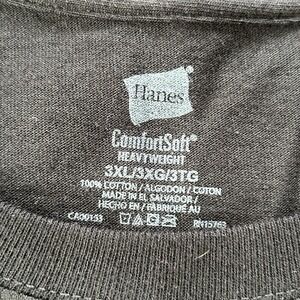 Hanes®
ComfortSoft®
HEAVYWEIGHT
3XL/3XG/3TG
100% COTTON / ALGODON / COTON
MADE IN EL SALVADOR /
HECHO EN / FABRIQUÉ AU
RN15763